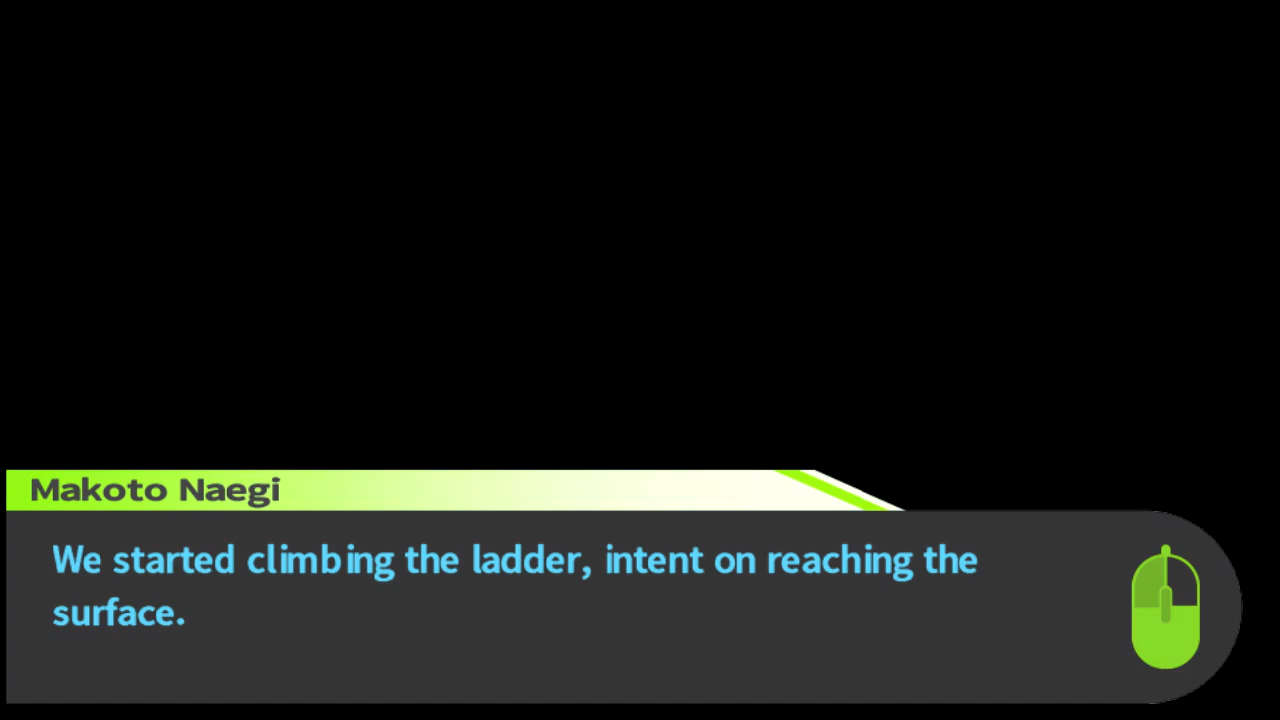 Makoto Naegi
We started climbing the ladder, intent on reaching the
surface.